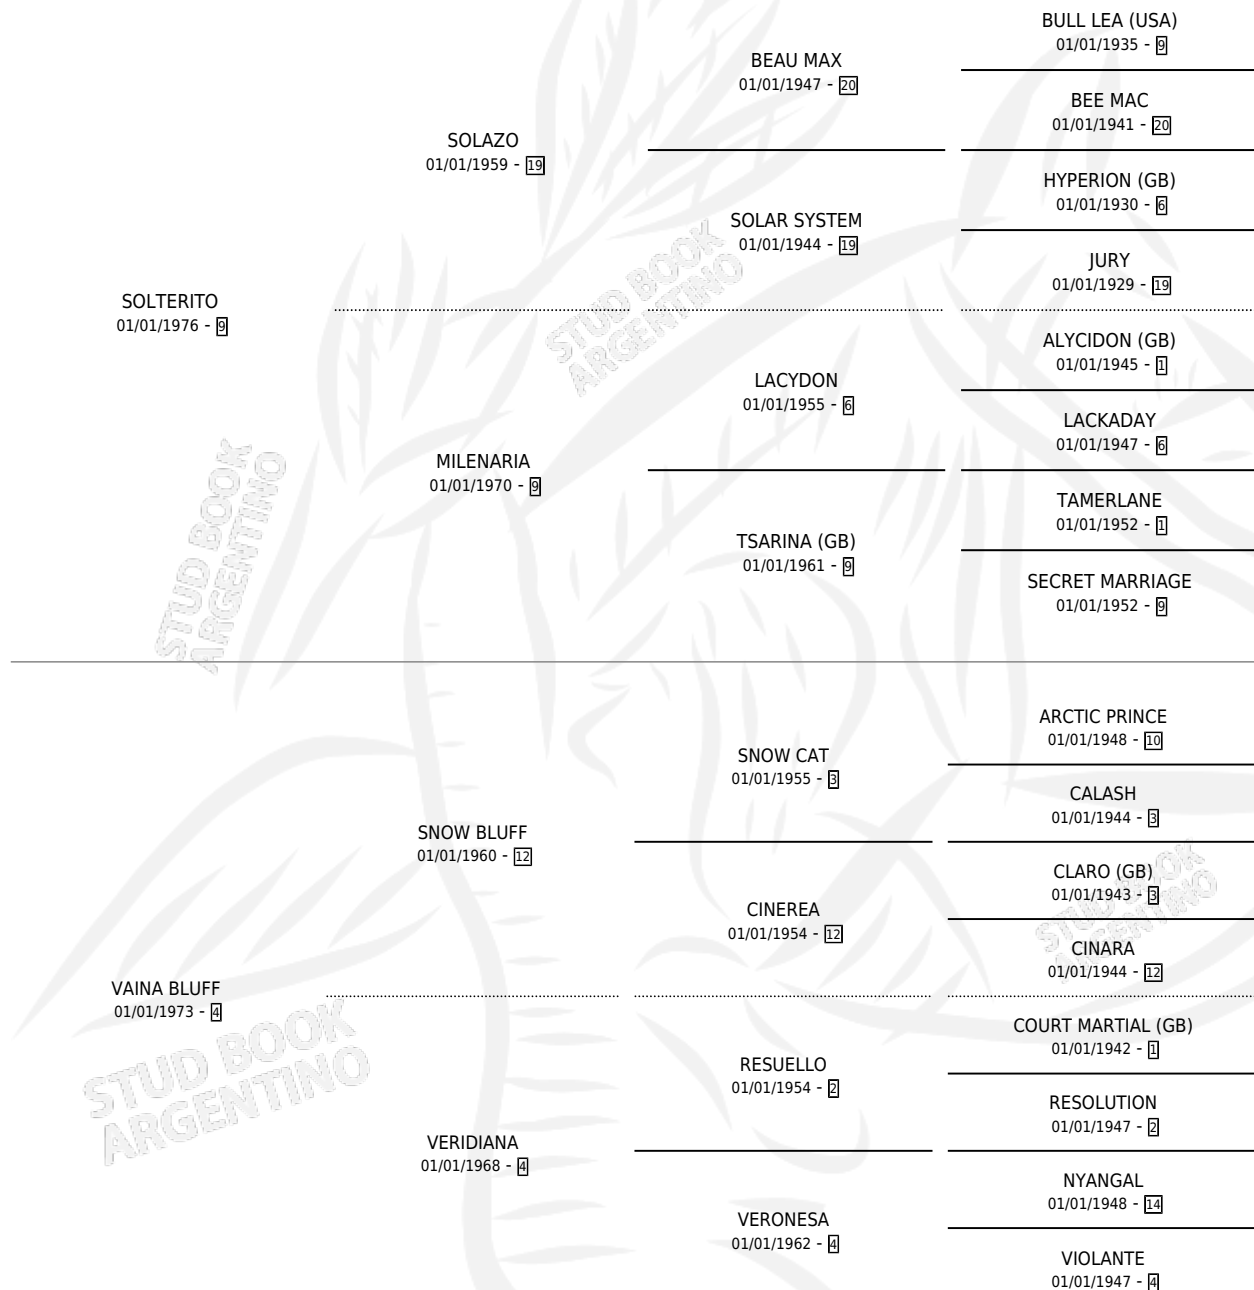 BULL LEA (USA)
01/01/1935 - 9
BEAU MAX
01/01/1947 - 20
BEE MAC
01/01/1941 - 20
SOLAZO
01/01/1959 - 19
HYPERION (GB)
01/01/1930 - 6
SOLAR SYSTEM
01/01/1944 - 19
JURY
01/01/1929 - 19
SOLTERITO
01/01/1976 - 9
ALYCIDON (GB)
01/01/1945 - 1
LACYDON
01/01/1955 - 6
LACKADAY
01/01/1947 - 6
MILENARIA
01/01/1970 - 9
TAMERLANE
01/01/1952 - 1
TSARINA (GB)
01/01/1961 - 9
SECRET MARRIAGE
01/01/1952 - 9
ARCTIC PRINCE
01/01/1948 - 10
SNOW CAT
01/01/1955 - 3
CALASH
01/01/1944 - 3
SNOW BLUFF
01/01/1960 - 12
CLARO (GB)
01/01/1943 - 3
CINEREA
01/01/1954 - 12
CINARA
01/01/1944 - 12
VAINA BLUFF
01/01/1973 - 4
COURT MARTIAL (GB)
01/01/1942 - 1
RESUELLO
01/01/1954 - 2
RESOLUTION
01/01/1947 - 2
VERIDIANA
01/01/1968 - 4
NYANGAL
01/01/1948 - 14
VERONESA
01/01/1962 - 4
VIOLANTE
01/01/1947 - 4
STUD BOOK
ARGENTINO
STUD BOOK
ARGENTINO
STUD BOOK
ARGENTINO
STUD BOOK
ARGENTINO